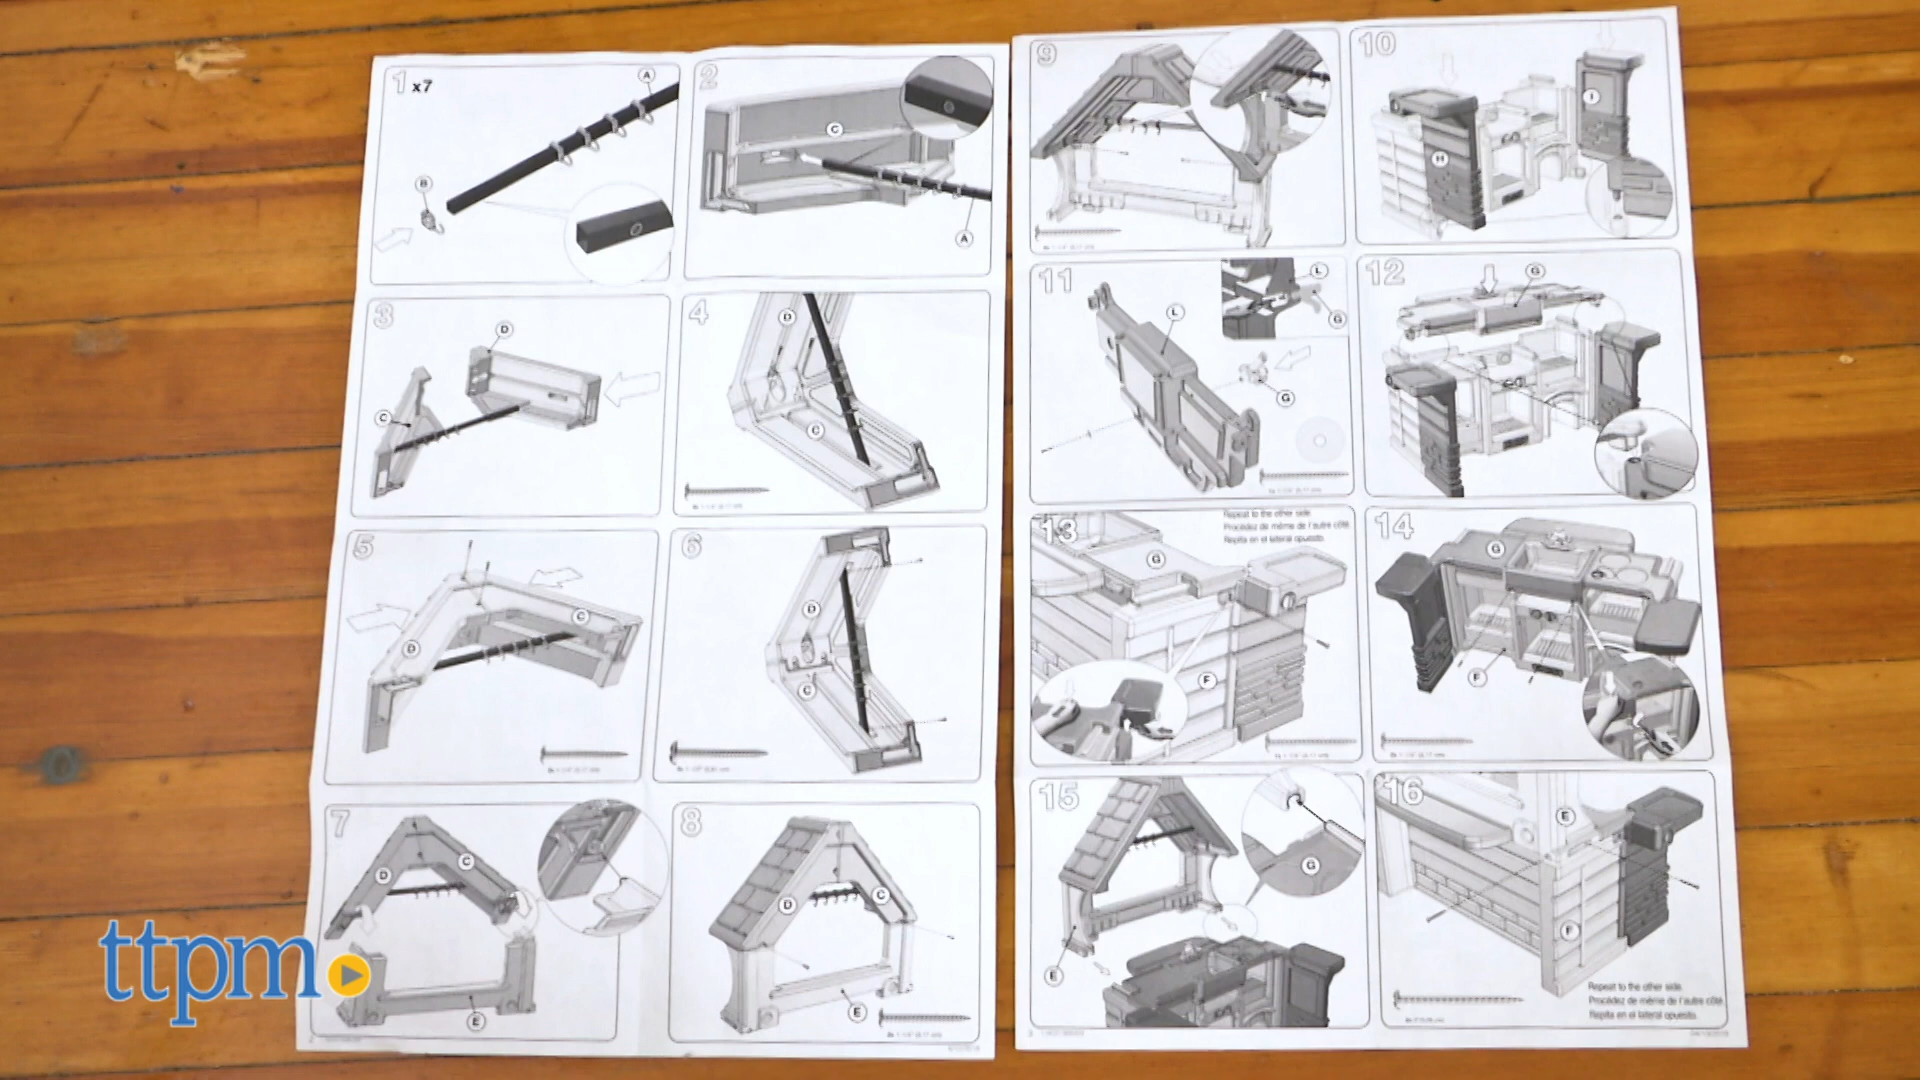 1 x7
A
B
2
C
A
3
D
C
4
D
C
5
C
D
6
D
C
7
D
C
E
8
D
C
E
9
10
H
I
11
L
L
G
G
12
G
13
Repeat to the other side.
Procédez de même de l'autre côté.
Repita en el lateral opuesto.
G
F
14
G
F
15
G
E
16
E
F
Repeat to the other side.
Procédez de même de l'autre côté.
Repita en el lateral opuesto.
2
3
ttpm